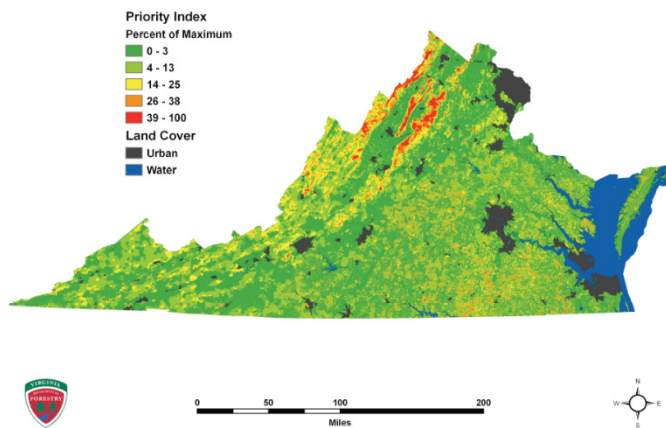 Priority Index
Percent of Maximum
0 - 3
4 - 13
14 - 25
26 - 38
39 - 100
Land Cover
Urban
Water
VIRGINIA
FORESTRY
0 50 100 200
Miles
N
W E
S